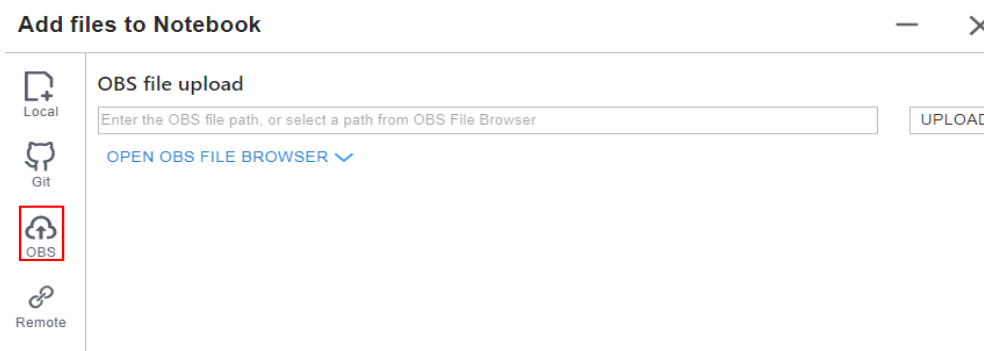 Add files to Notebook
Local
Git
OBS
Remote
OBS file upload
Enter the OBS file path, or select a path from OBS File Browser
UPLOAD
OPEN OBS FILE BROWSER